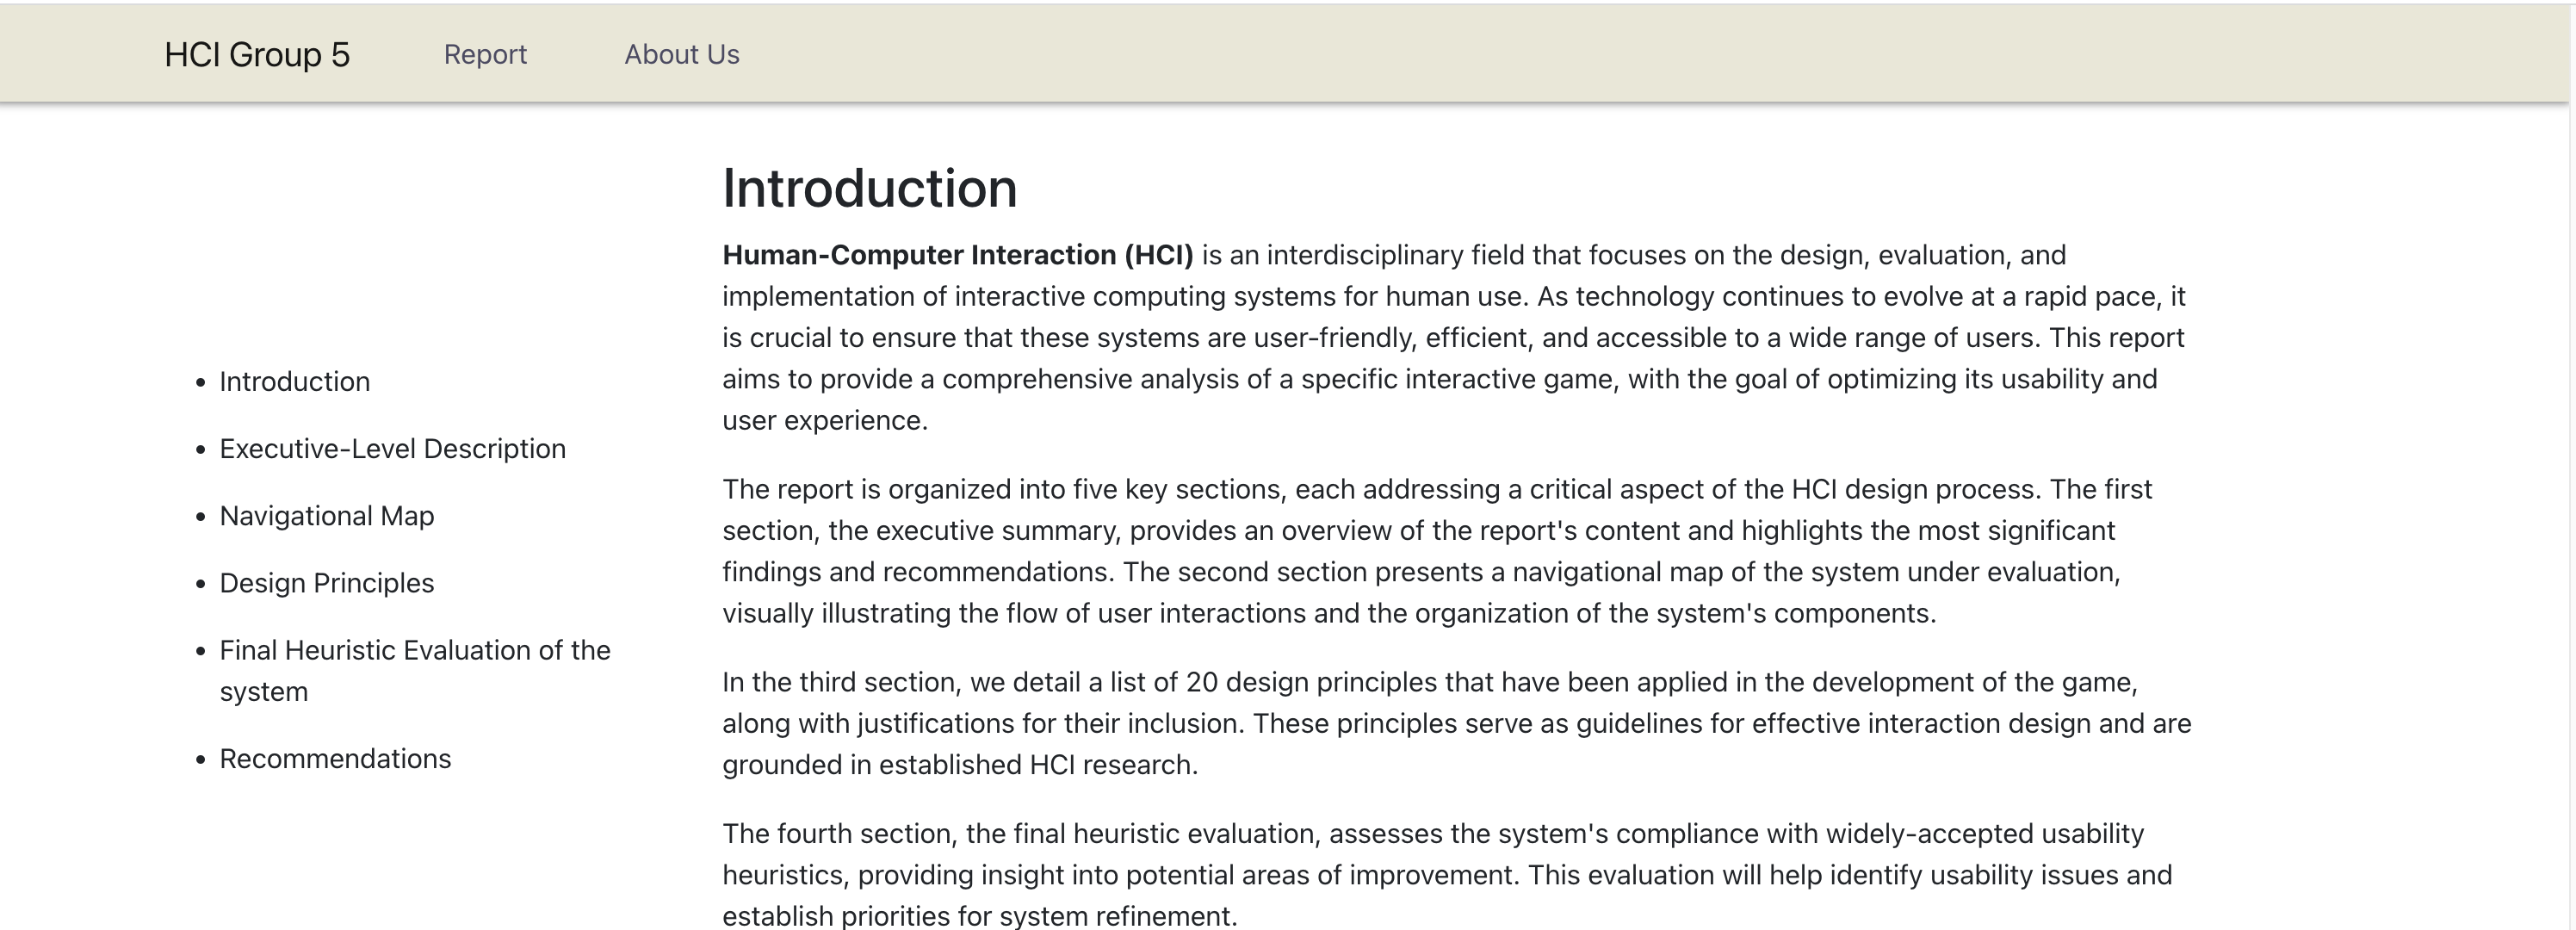 HCI Group 5 Report About Us
Introduction
Executive-Level Description
Navigational Map
Design Principles
Final Heuristic Evaluation of the
system
Recommendations
Introduction
Human-Computer Interaction (HCI) is an interdisciplinary field that focuses on the design, evaluation, and
implementation of interactive computing systems for human use. As technology continues to evolve at a rapid pace, it
is crucial to ensure that these systems are user-friendly, efficient, and accessible to a wide range of users. This report
aims to provide a comprehensive analysis of a specific interactive game, with the goal of optimizing its usability and
user experience.
The report is organized into five key sections, each addressing a critical aspect of the HCI design process. The first
section, the executive summary, provides an overview of the report's content and highlights the most significant
findings and recommendations. The second section presents a navigational map of the system under evaluation,
visually illustrating the flow of user interactions and the organization of the system's components.
In the third section, we detail a list of 20 design principles that have been applied in the development of the game,
along with justifications for their inclusion. These principles serve as guidelines for effective interaction design and are
grounded in established HCI research.
The fourth section, the final heuristic evaluation, assesses the system's compliance with widely-accepted usability
heuristics, providing insight into potential areas of improvement. This evaluation will help identify usability issues and
establish priorities for system refinement.